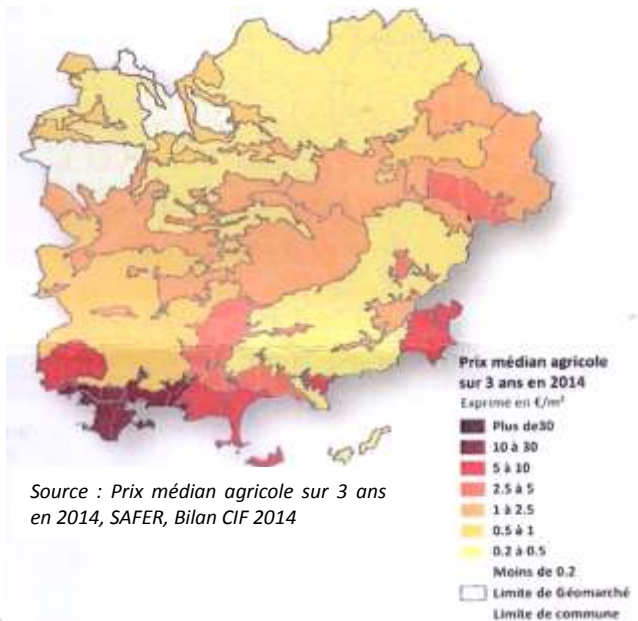 Prix médian agricole
sur 3 ans en 2014
Exprimé en €/m²
Plus de30
10 à 30
5 à 10
2.5 à 5
1 à 2.5
0.5 à 1
0.2 à 0.5
Moins de 0.2
Limite de Géomarché
Limite de commune
Source : Prix médian agricole sur 3 ans
en 2014, SAFER, Bilan CIF 2014